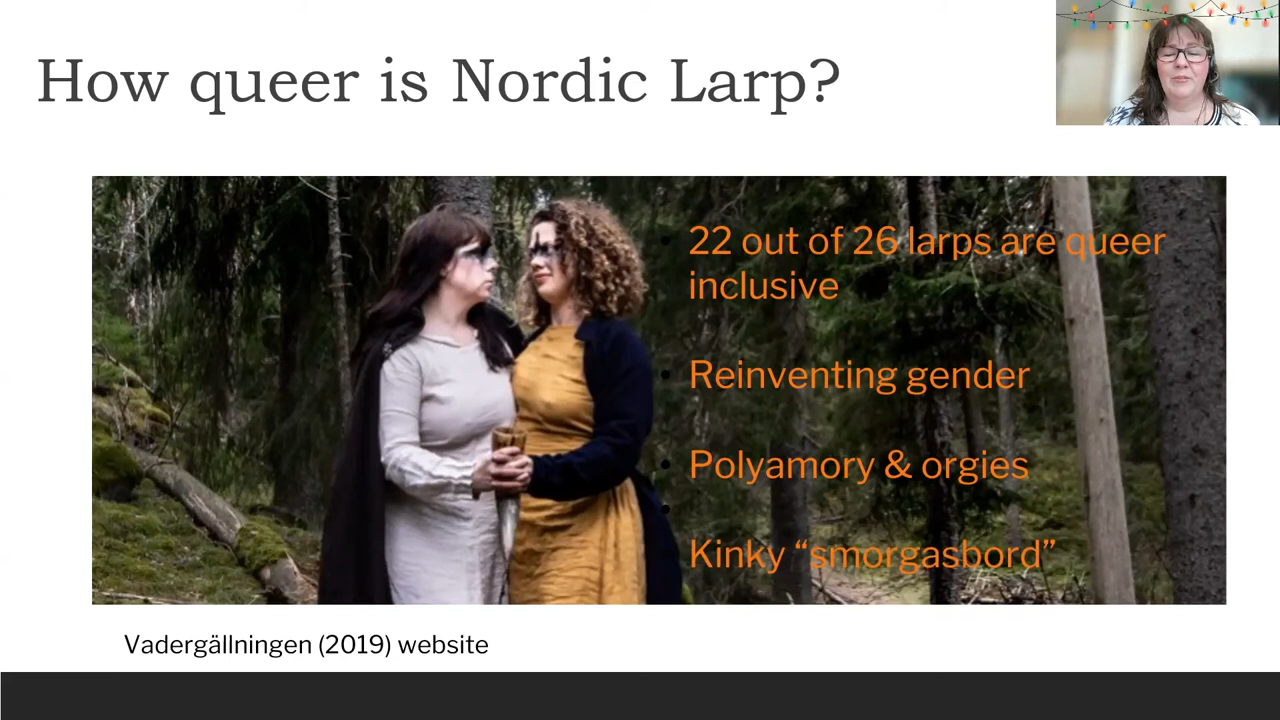 How queer is Nordic Larp?
22 out of 26 larps are queer
inclusive
Reinventing gender
Polyamory & orgies
Kinky “smorgasbord”
Vadergällningen (2019) website